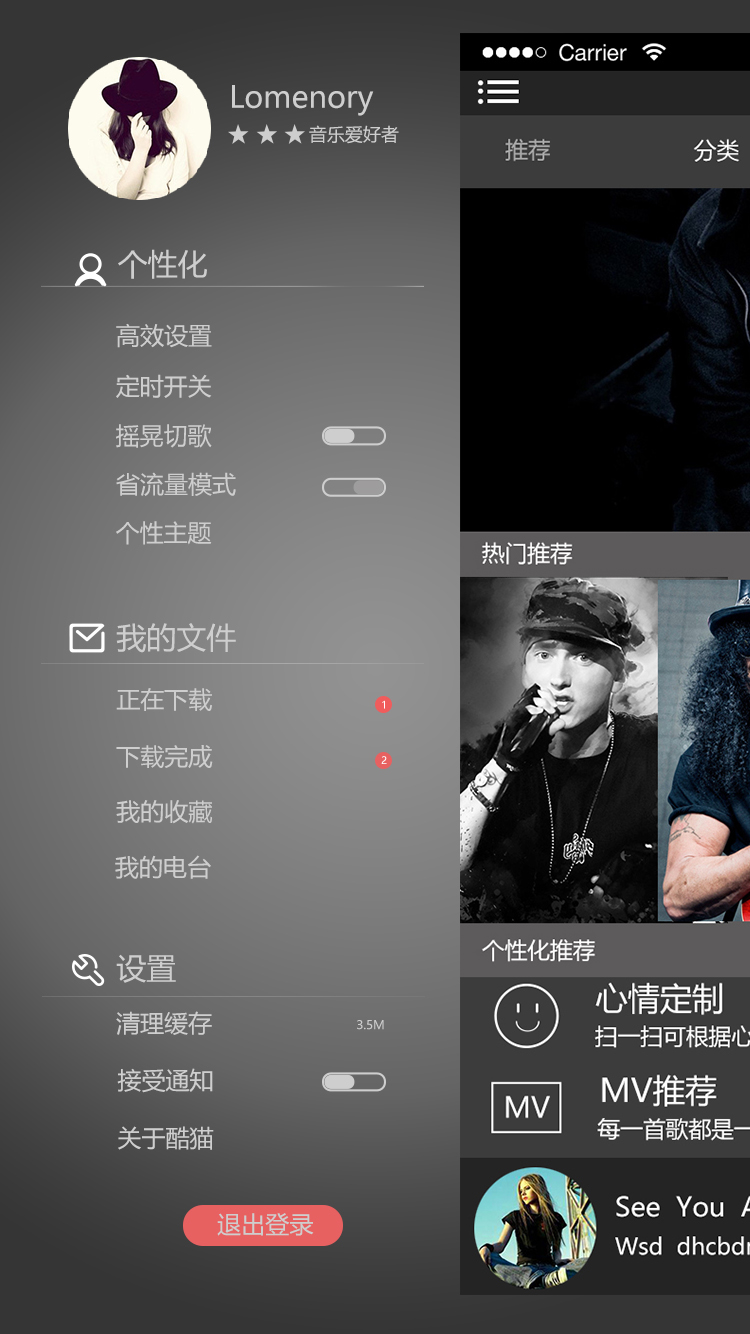 Lomenory
★ ★ ★音乐爱好者
个性化
高效设置
定时开关
摇晃切歌
省流量模式
个性主题
我的文件
正在下载
1
下载完成
2
我的收藏
我的电台
设置
清理缓存
3.5M
接受通知
关于酷猫
退出登录
Carrier
推荐
分类
热门推荐
个性化推荐
心情定制
扫一扫可根据心
MV
MV推荐
每一首歌都是一
See You A
Wsd dhcbdr